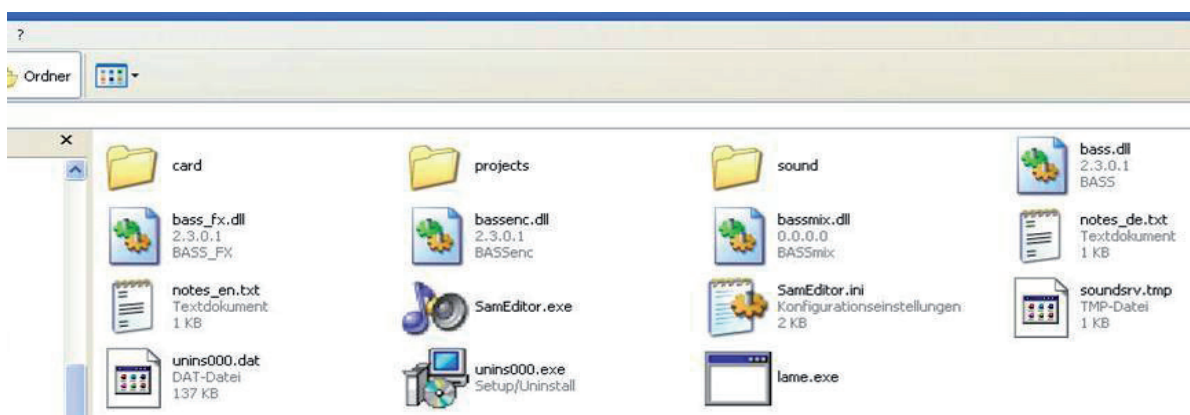 ?
Ordner
card
projects
sound
bass.dll
2.3.0.1
BASS
bass_fx.dll
2.3.0.1
BASS_FX
bassenc.dll
2.3.0.1
BASSenc
bassmix.dll
0.0.0.0
BASSmix
notes_de.txt
Textdokument
1 KB
notes_en.txt
Textdokument
1 KB
SamEditor.exe
SamEditor.ini
Konfigurationseinstellungen
2 KB
soundsrv.tmp
TMP-Datei
1 KB
unins000.dat
DAT-Datei
137 KB
unins000.exe
Setup/Uninstall
lame.exe